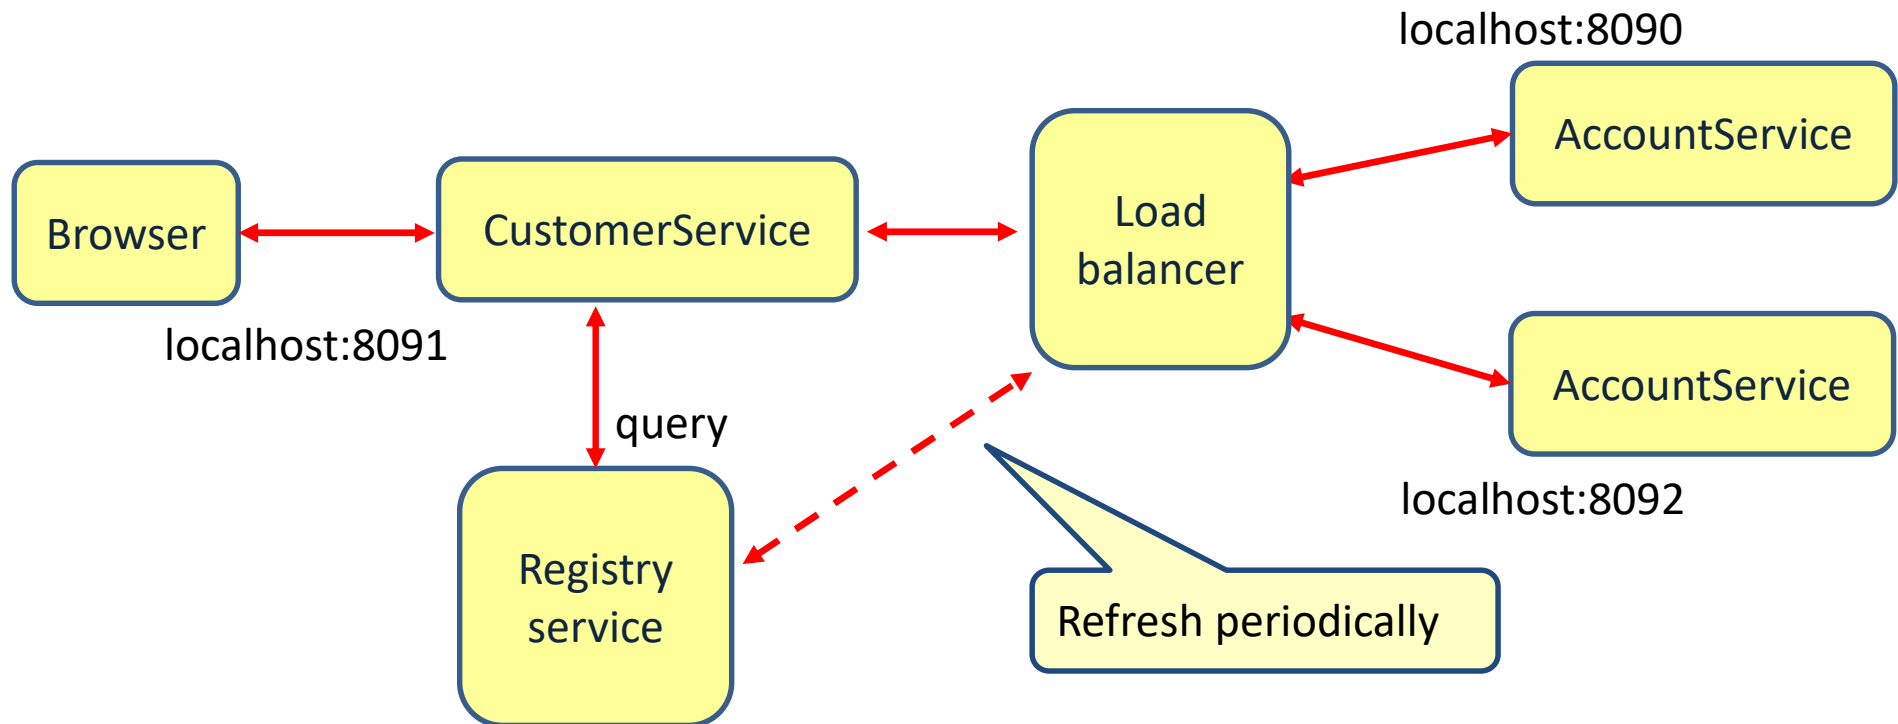 localhost:8090
AccountService
Load
balancer
Browser
CustomerService
localhost:8091
query
AccountService
localhost:8092
Registry
service
Refresh periodically